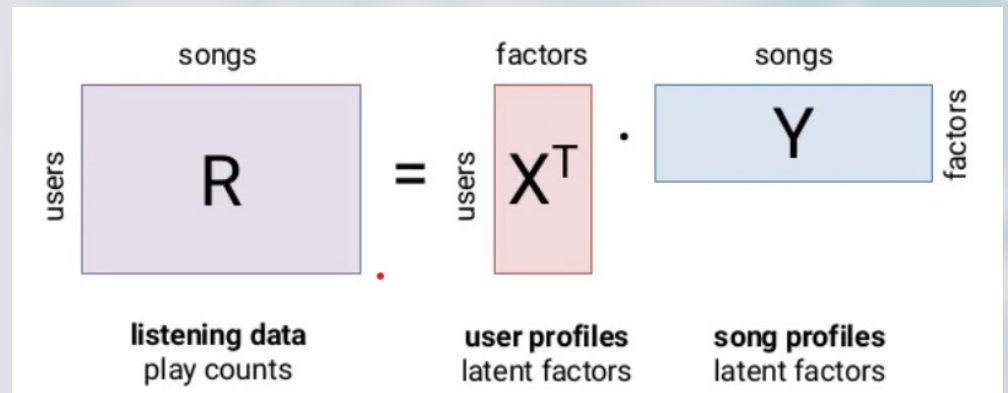 songs
factors
songs
users
R
=
users
X^T
.
Y
factors
listening data
play counts
user profiles
latent factors
song profiles
latent factors